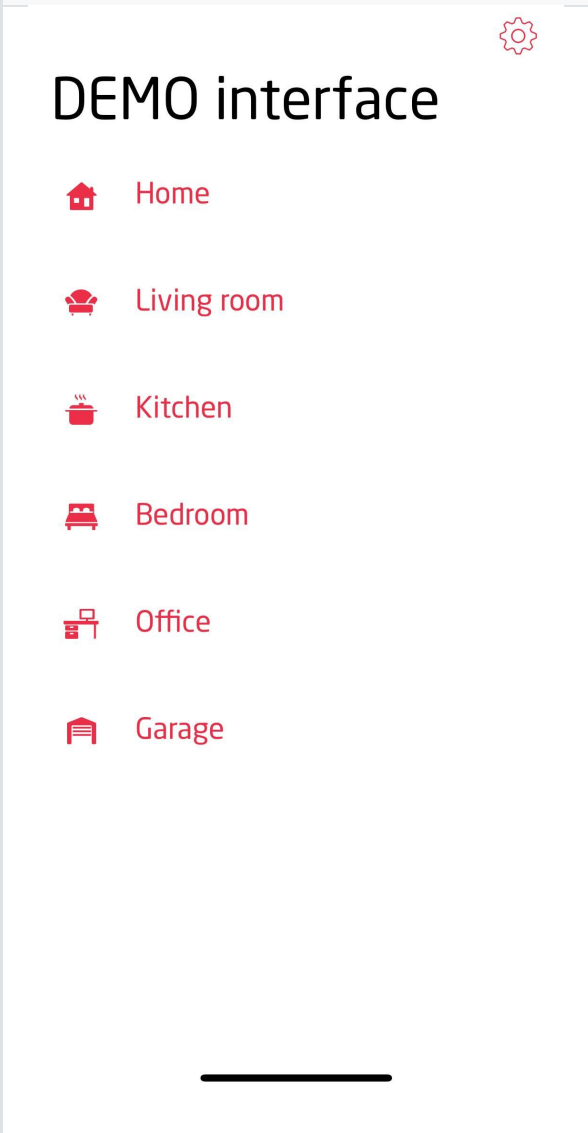 DEMO interface
Home
Living room
Kitchen
Bedroom
Office
Garage